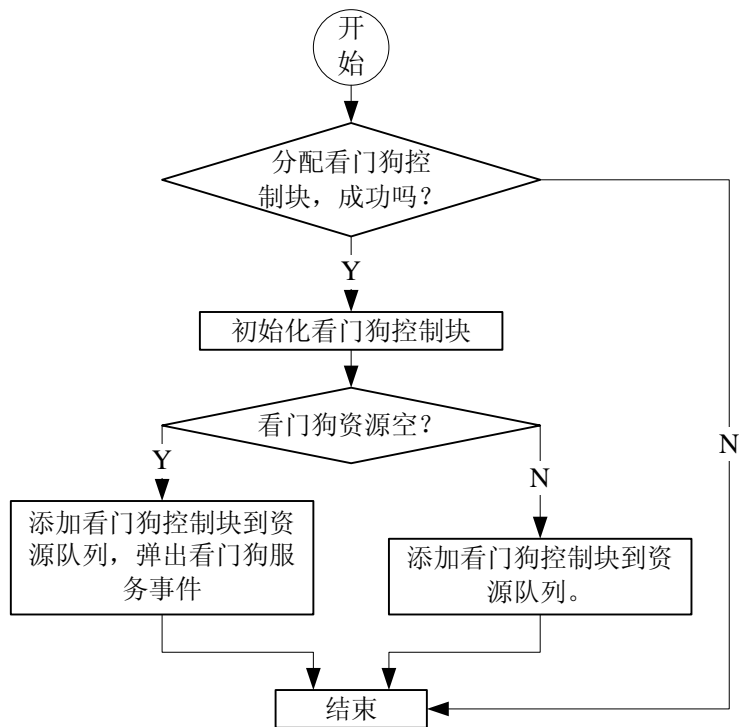 开
始
分配看门狗控
制块，成功吗？
Y
初始化看门狗控制块
看门狗资源空？
N
Y
N
添加看门狗控制块到资
源队列，弹出看门狗服
务事件
添加看门狗控制块到资
源队列。
结束